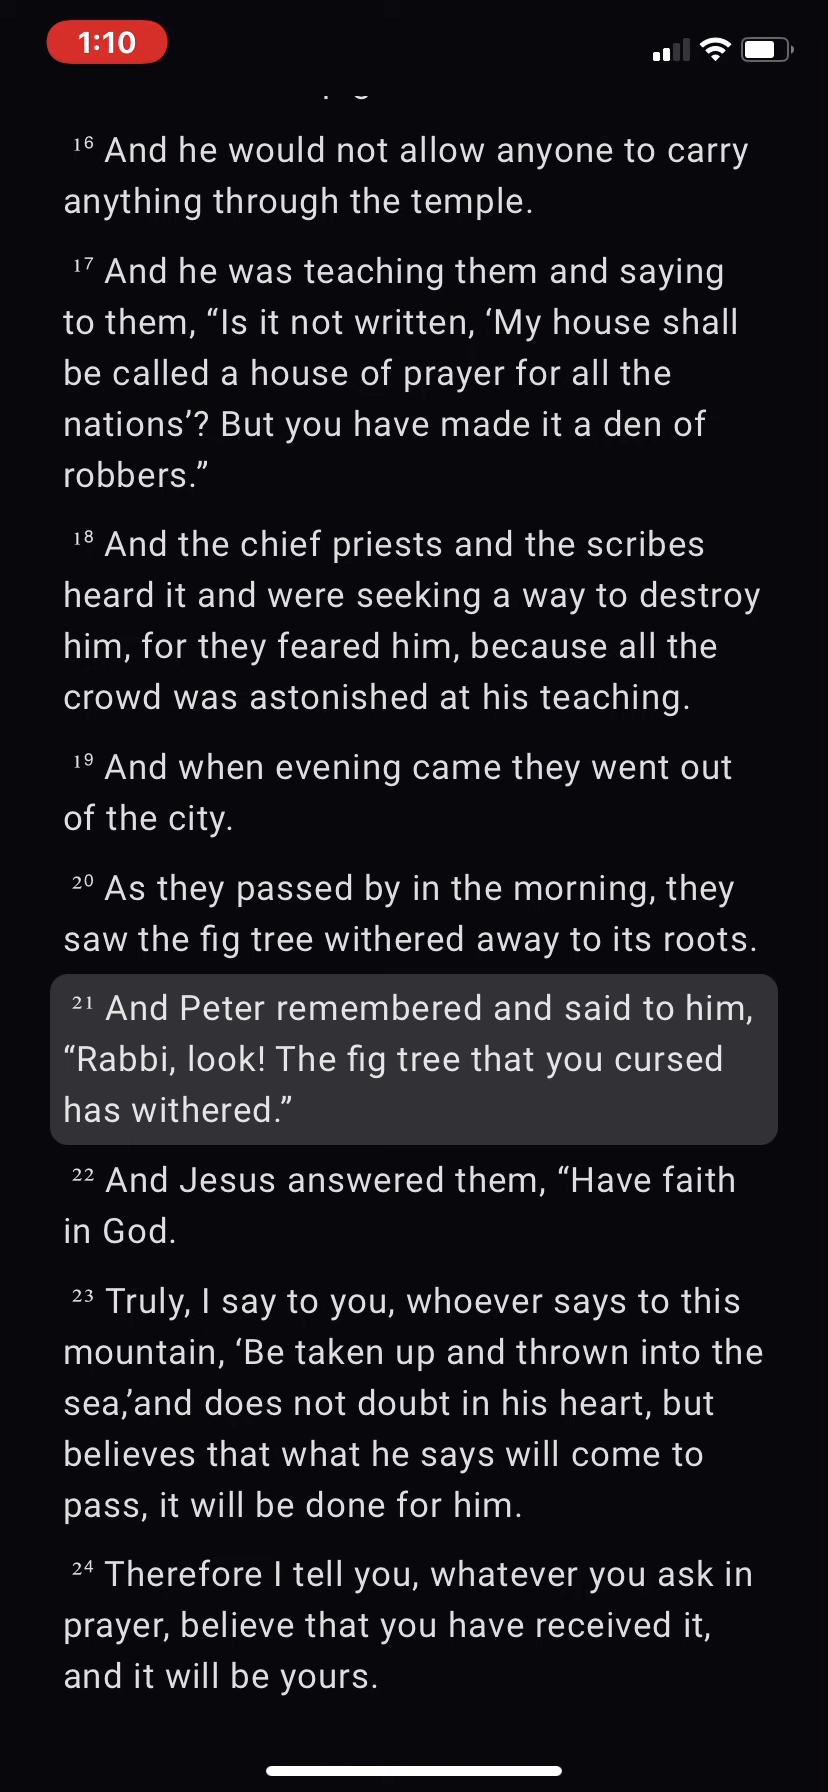 1:10
16 And he would not allow anyone to carry
anything through the temple.
17 And he was teaching them and saying
to them, “Is it not written, ‘My house shall
be called a house of prayer for all the
nations’? But you have made it a den of
robbers.”
18 And the chief priests and the scribes
heard it and were seeking a way to destroy
him, for they feared him, because all the
crowd was astonished at his teaching.
19 And when evening came they went out
of the city.
20 As they passed by in the morning, they
saw the fig tree withered away to its roots.
21 And Peter remembered and said to him,
“Rabbi, look! The fig tree that you cursed
has withered.”
22 And Jesus answered them, “Have faith
in God.
23 Truly, I say to you, whoever says to this
mountain, ‘Be taken up and thrown into the
sea,’and does not doubt in his heart, but
believes that what he says will come to
pass, it will be done for him.
24 Therefore I tell you, whatever you ask in
prayer, believe that you have received it,
and it will be yours.